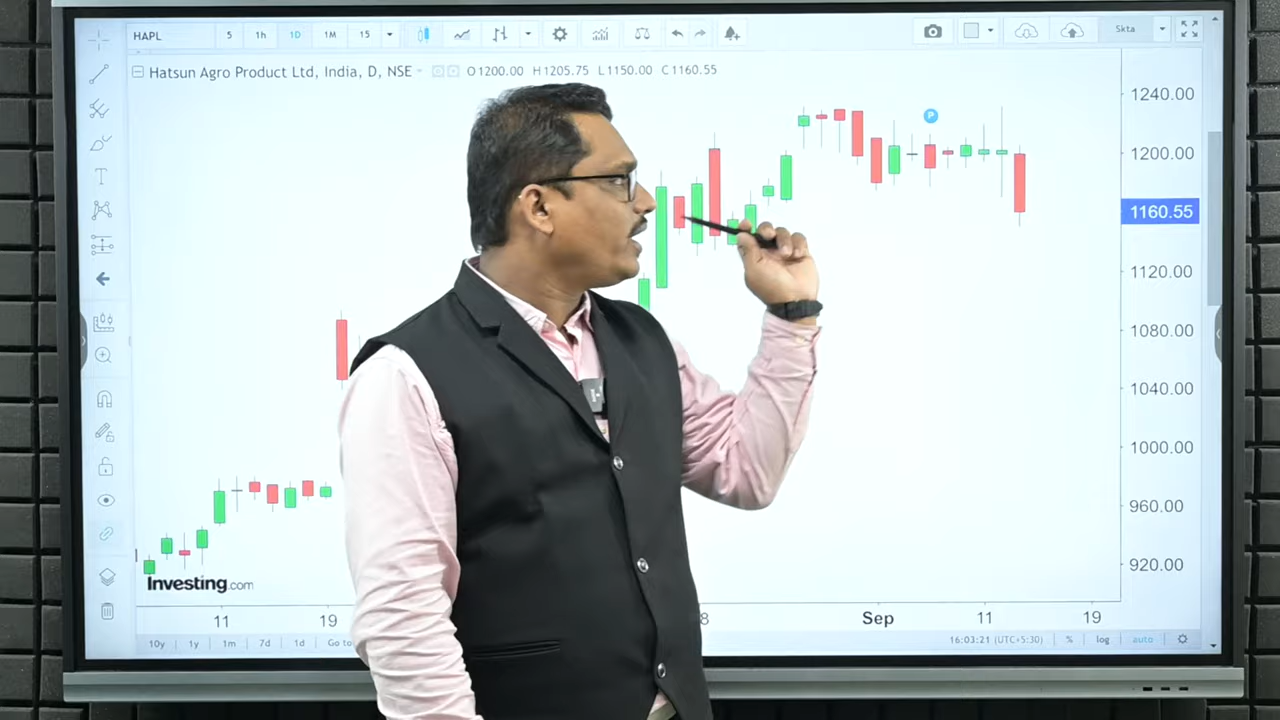 HAPL 5 1h 1D 1M 15 Skta
Hatsun Agro Product Ltd, India, D, NSE O1200.00 H1205.75 L1150.00 C1160.55
1240.00
P
1200.00
1160.55
1120.00
1080.00
1040.00
1000.00
960.00
920.00
Investing.com
11 19 8 Sep 11 19
10y 1y 1m 7d 1d Go to 16:03:21 (UTC+5:30) % log auto